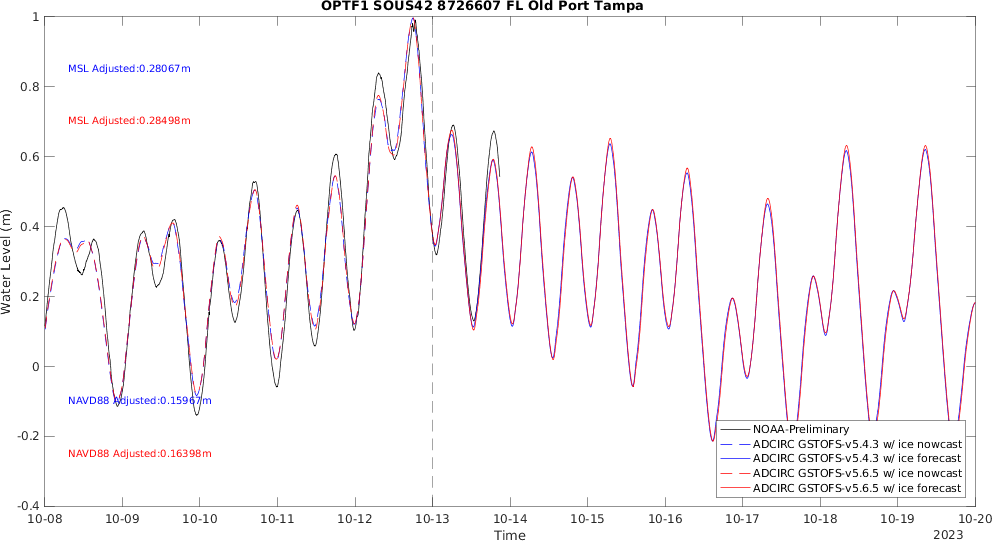 OPTF1 SOUS42 8726607 FL Old Port Tampa
1
0.8
0.6
0.4
0.2
0
-0.2
-0.4
Water Level (m)
MSL Adjusted:0.28067m
MSL Adjusted:0.28498m
NAVD88 Adjusted:0.15967m
NAVD88 Adjusted:0.16398m
NOAA-Preliminary
ADCIRC GSTOFS-v5.4.3 w/ ice nowcast
ADCIRC GSTOFS-v5.4.3 w/ ice forecast
ADCIRC GSTOFS-v5.6.5 w/ ice nowcast
ADCIRC GSTOFS-v5.6.5 w/ ice forecast
10-08 10-09 10-10 10-11 10-12 10-13 10-14 10-15 10-16 10-17 10-18 10-19 10-20
Time
2023